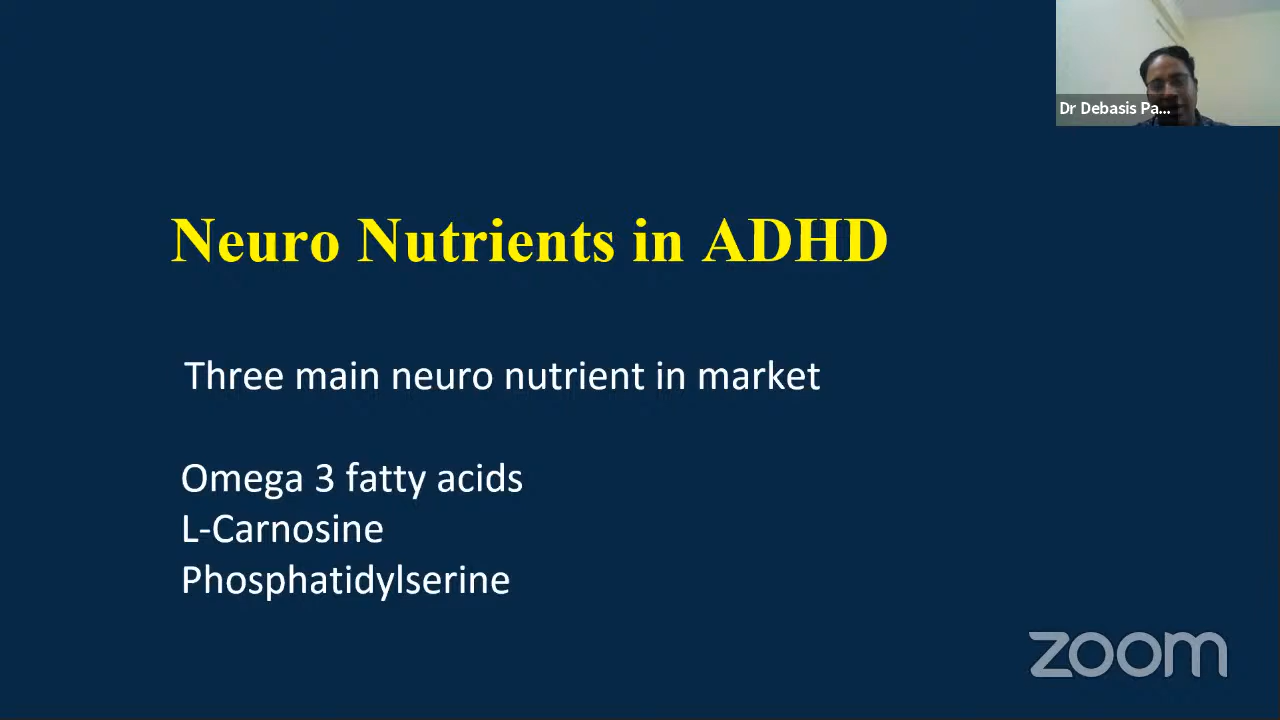 Dr Debasis Pa...
Neuro Nutrients in ADHD
Three main neuro nutrient in market
Omega 3 fatty acids
L-Carnosine
Phosphatidylserine
zoom